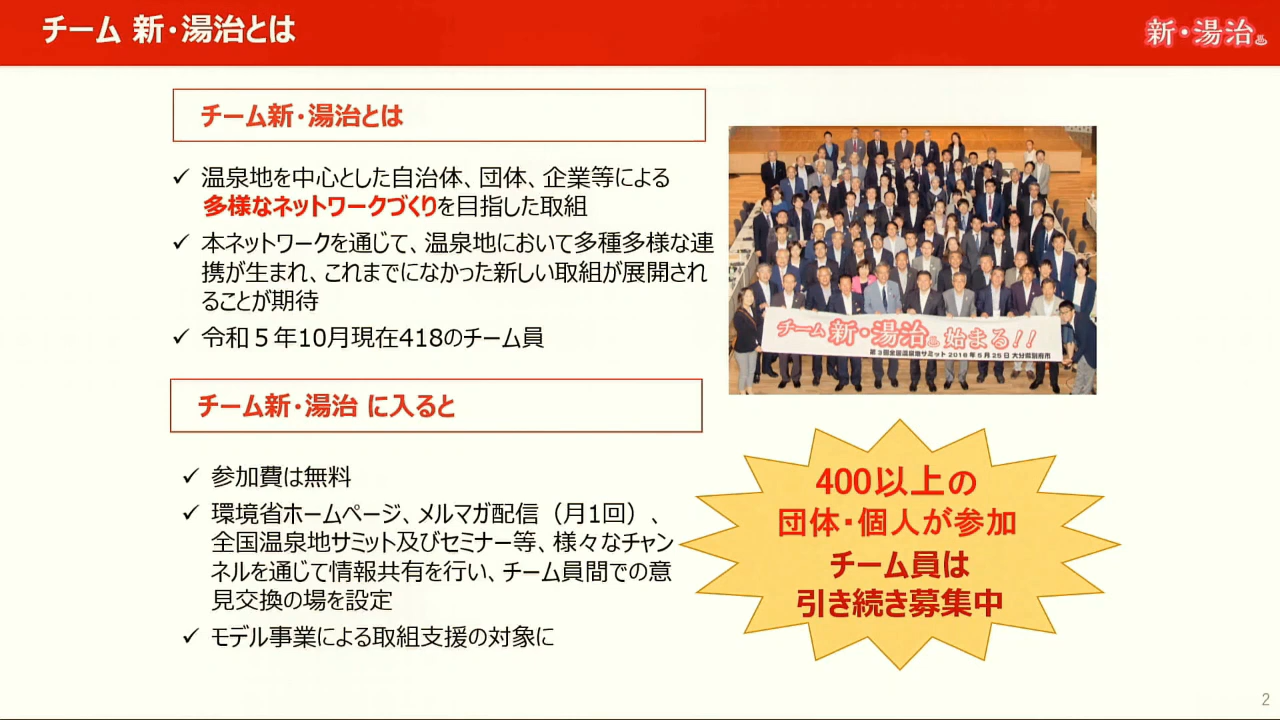 チーム 新・湯治とは
新・湯治
チーム新・湯治とは
✓ 温泉地を中心とした自治体、団体、企業等による
多様なネットワークづくりを目指した取組
✓ 本ネットワークを通じて、温泉地において多種多様な連
携が生まれ、これまでになかった新しい取組が展開され
ることが期待
✓ 令和５年10月現在418のチーム員
チーム 新・湯治 始まる!!
第3回全国温泉地サミット 2018年5月25日 大分県別府市
チーム新・湯治 に入ると
✓ 参加費は無料
✓ 環境省ホームページ、メルマガ配信（月1回）、
全国温泉地サミット及びセミナー等、様々なチャン
ネルを通じて情報共有を行い、チーム員間での意
見交換の場を設定
✓ モデル事業による取組支援の対象に
400以上の
団体・個人が参加
チーム員は
引き続き募集中
2